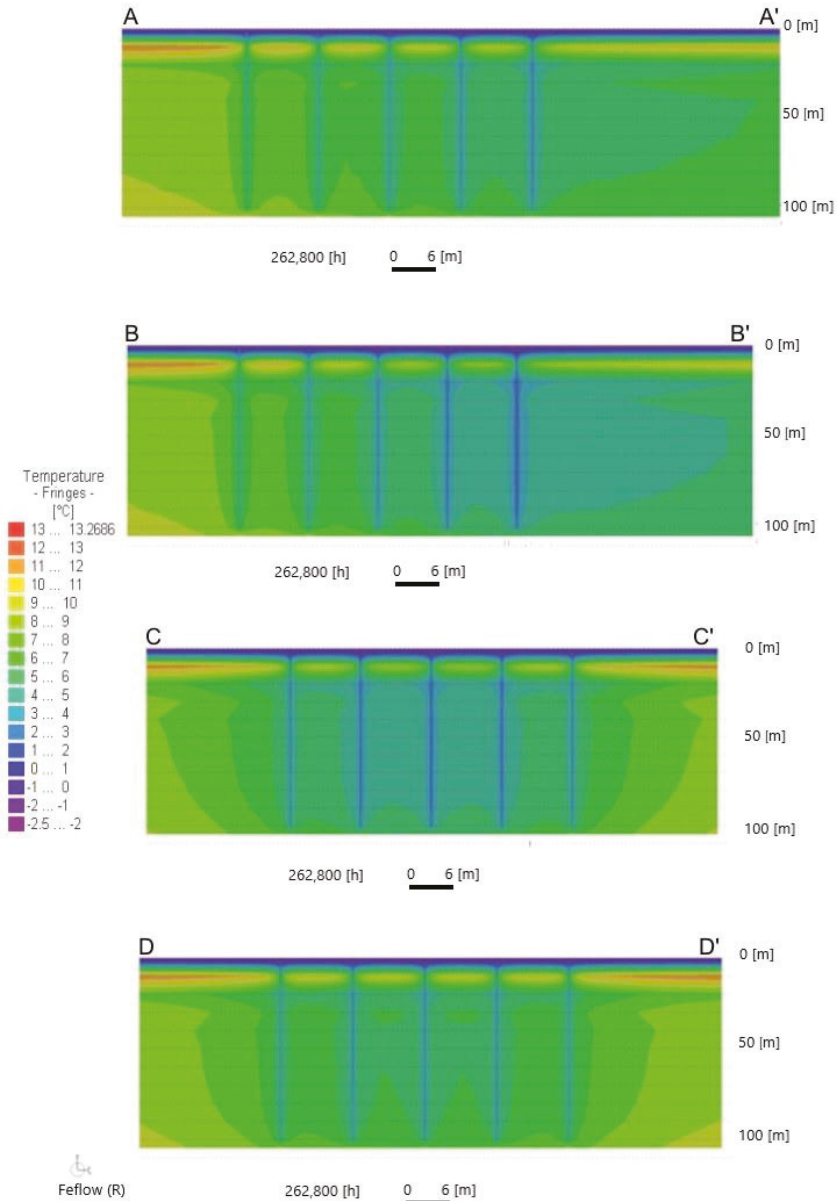 A A'
0 [m]
50 [m]
100 [m]
262,800 [h] 0 6 [m]
B B'
0 [m]
50 [m]
100 [m]
262,800 [h] 0 6 [m]
Temperature
- Fringes -
[°C]
13 ... 13.2686
12 ... 13
11 ... 12
10 ... 11
9 ... 10
8 ... 9
7 ... 8
6 ... 7
5 ... 6
4 ... 5
3 ... 4
2 ... 3
1 ... 2
0 ... 1
-1 ... 0
-2 ... -1
-2.5 ... -2
C C'
0 [m]
50 [m]
100 [m]
262,800 [h] 0 6 [m]
D D'
0 [m]
50 [m]
100 [m]
Feflow (R) 262,800 [h] 0 6 [m]